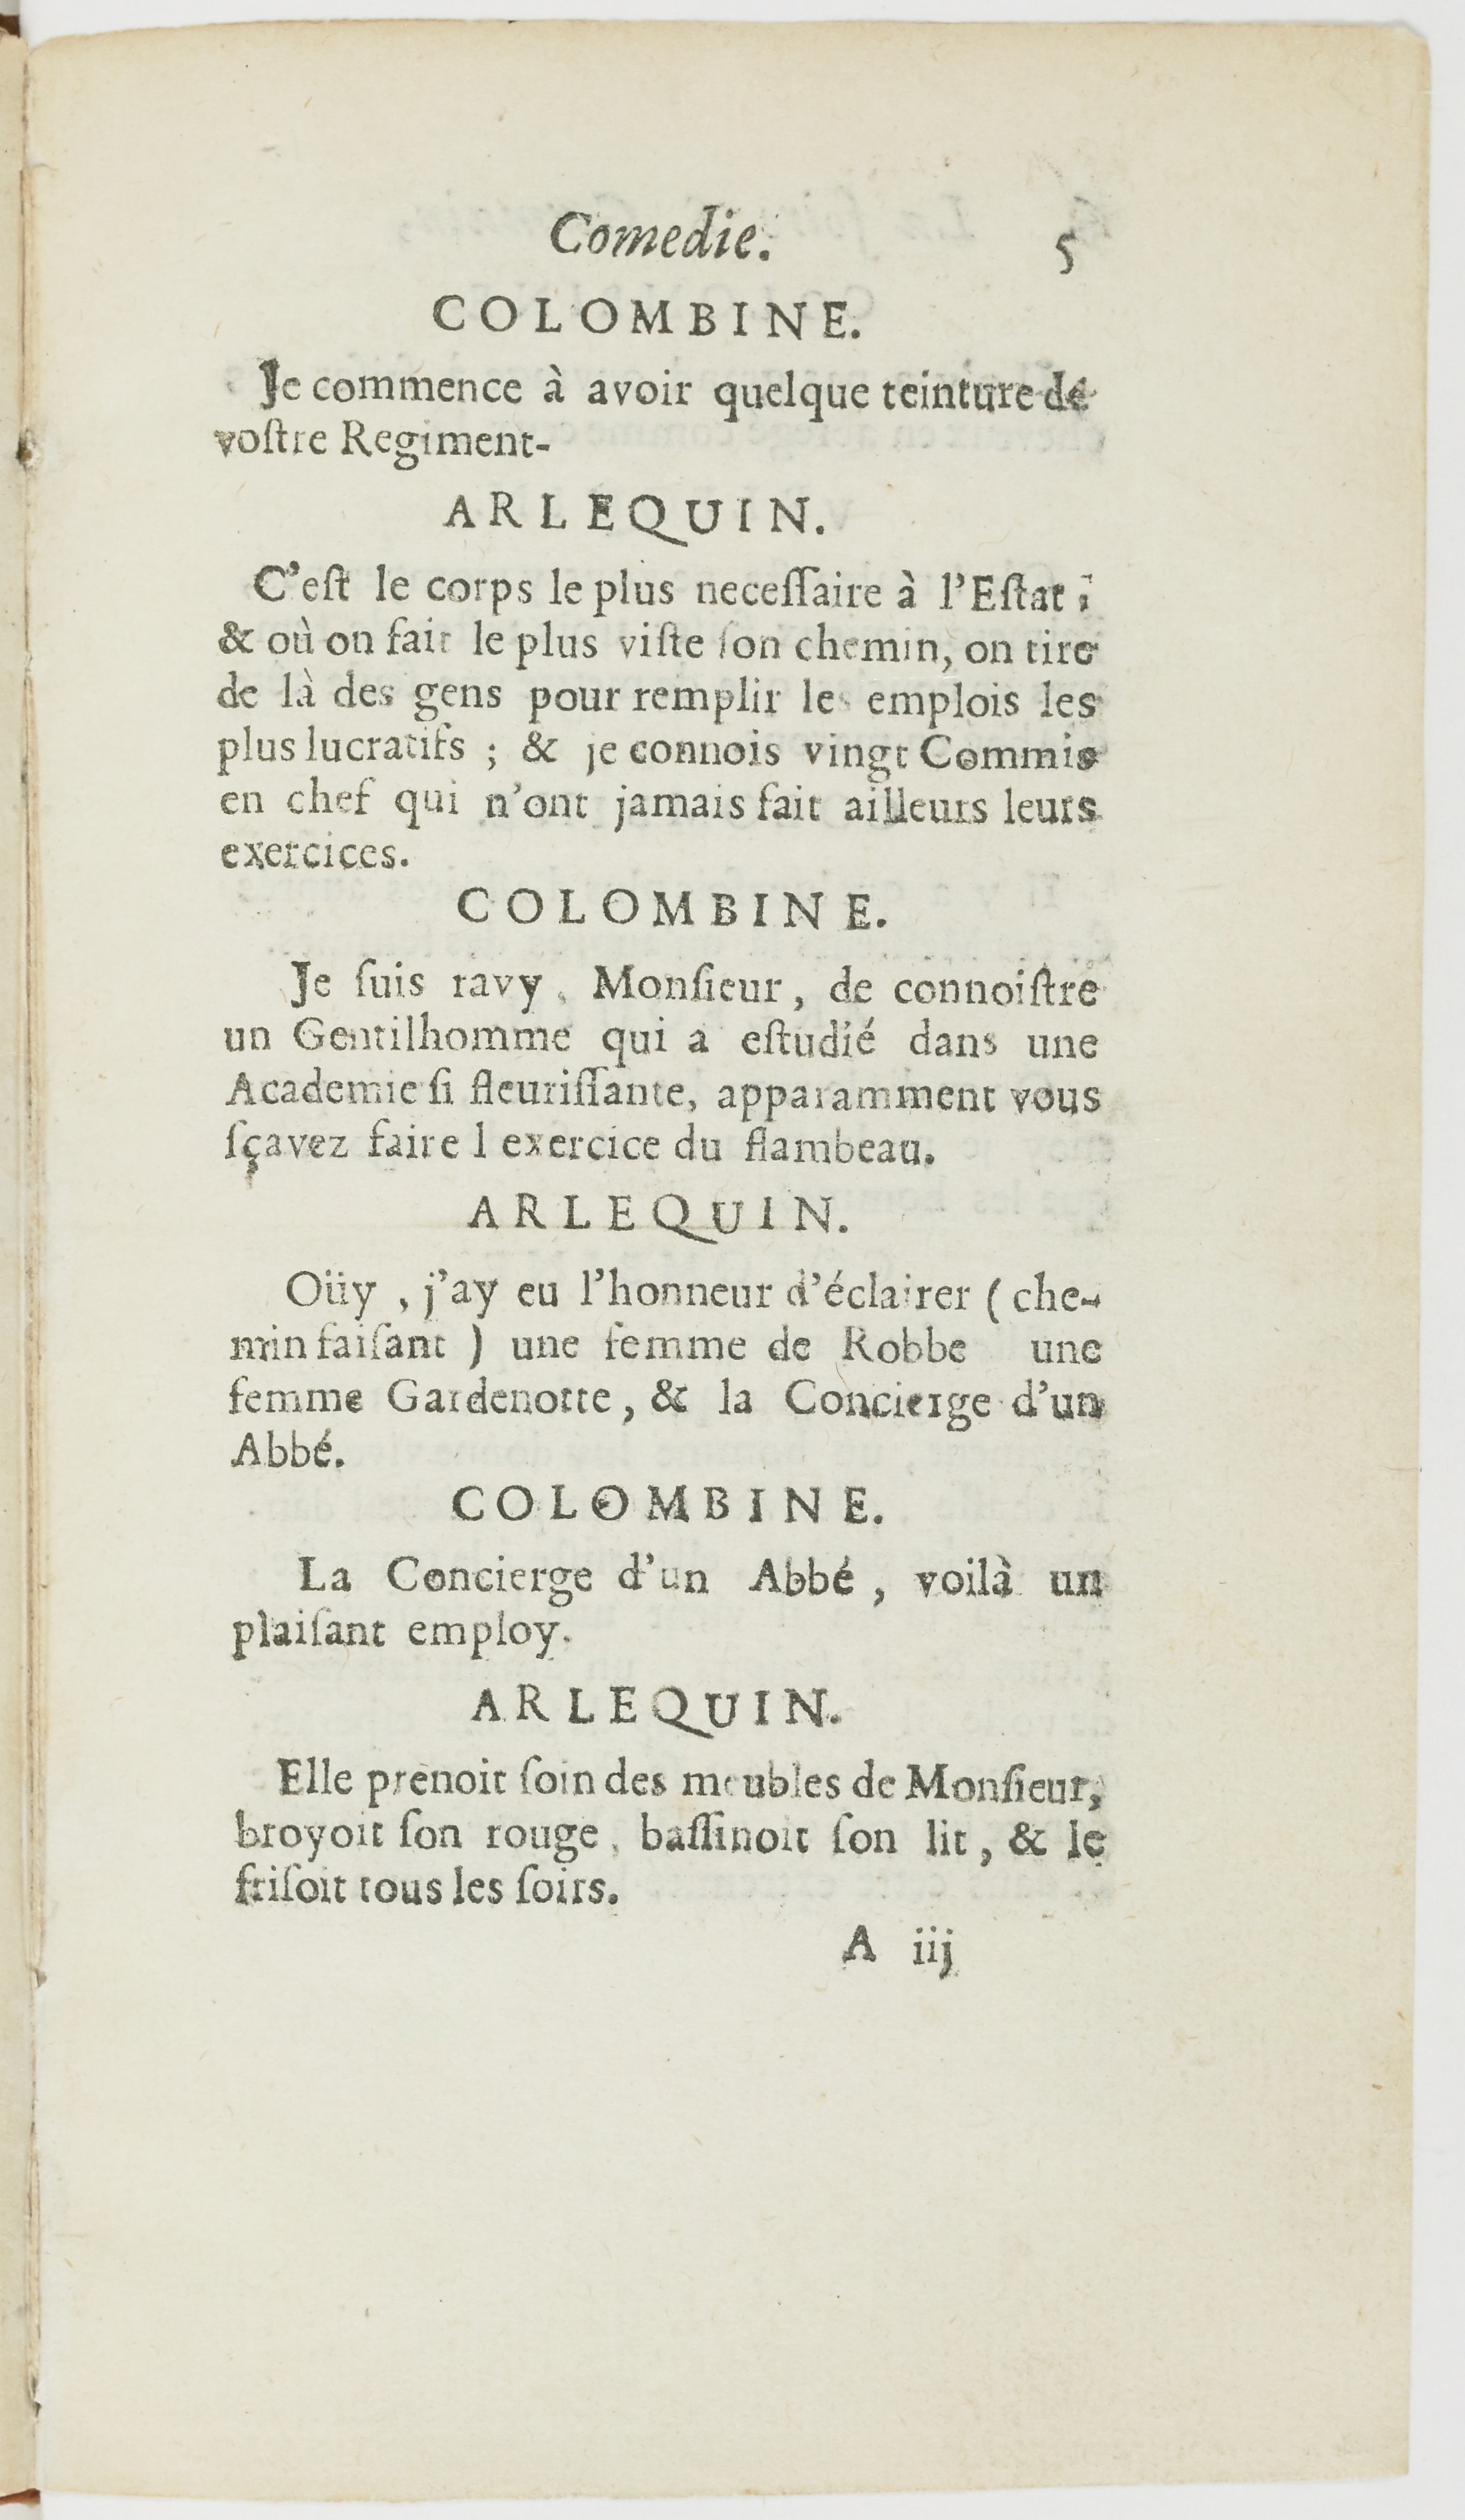 Comedie. 5
COLOMBINE.
Je commence à avoir quelque teinture de
voſtre Regiment-
ARLEQUIN.
C'eſt le corps le plus neceſſaire à l'Eſtat ;
& où on fait le plus viſte ſon chemin, on tire
de là des gens pour remplir les emplois les
plus lucratifs ; & je connois vingt Commis
en chef qui n'ont jamais fait ailleurs leurs
exercices.
COLOMBINE.
Je ſuis ravy, Monſieur, de connoiſtre
un Gentilhomme qui a eſtudié dans une
Academie ſi fleuriſſante, apparamment vous
ſçavez faire l exercice du flambeau.
ARLEQUIN.
Oüy, j'ay eu l'honneur d'éclairer ( che-
min faiſant ) une femme de Robbe une
femme Gardenotte, & la Concierge d'un
Abbé.
COLOMBINE.
La Concierge d'un Abbé, voilà un
plaiſant employ.
ARLEQUIN.
Elle prenoit ſoin des meubles de Monſieur,
broyoit ſon rouge, baſſinoit ſon lit, & le
friſoit tous les ſoirs.
A iij